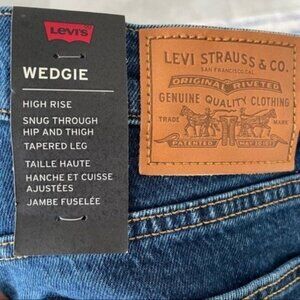 Levi's
WEDGIE
HIGH RISE
SNUG THROUGH
HIP AND THIGH
TAPERED LEG
TAILLE HAUTE
HANCHE ET CUISSE
AJUSTÉES
JAMBE FUSELÉE
LEVI STRAUSS & CO.
SAN FRANCISCO, CAL.
ORIGINAL RIVETED
GENUINE QUALITY CLOTHING
TRADE MARK
PATENTED MAY 20 1873